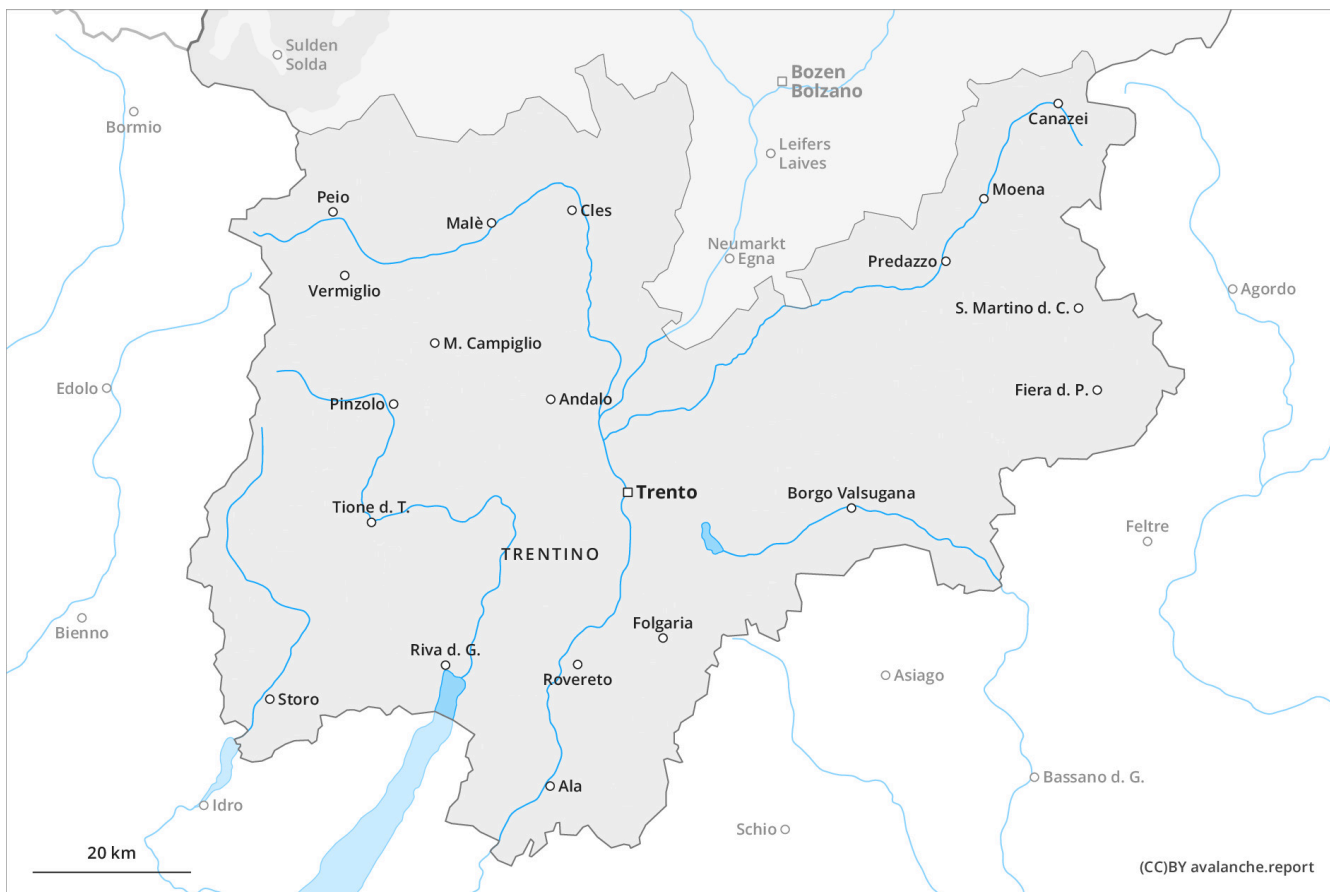 Sulden
Solda
Bozen
Bolzano
Bormio
Canazei
Leifers
Laives
Moena
Peio
Malè
Cles
Neumarkt
Egna
Predazzo
Vermiglio
Agordo
S. Martino d. C.
M. Campiglio
Edolo
Pinzolo
Andalo
Fiera d. P.
Trento
Borgo Valsugana
Tione d. T.
Feltre
TRENTINO
Bienno
Folgaria
Riva d. G.
Rovereto
Asiago
Storo
Bassano d. G.
Ala
Idro
Schio
20 km
(CC)BY avalanche.report